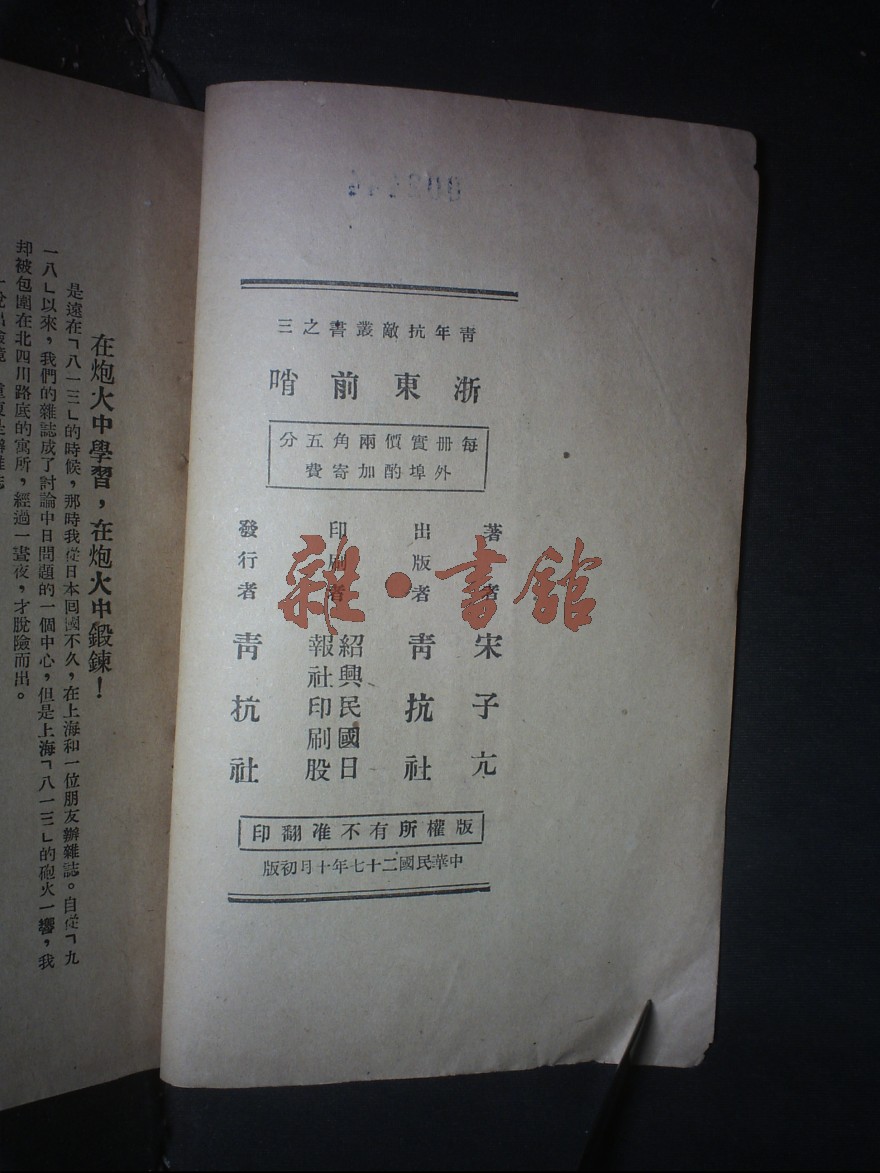 青年抗敵叢書之三
浙東前哨
每冊實價兩角五分
外埠酌加寄費
著者 宋子亢
出版者 青抗社
印刷者 紹興民國日報社印刷股
發行者 青抗社
版權所有不准翻印
中華民國二十七年十月初版
雜·書館
在炮火中學習，在炮火中鍛鍊！
是遠在「八一三」的時候，那時我從日本回國不久，在上海和一位朋友辦雜誌。自從「九
一八」以來，我們的雜誌成了討論中日問題的一個中心，但是上海「八一三」的砲火一響，我
却被包圍在北四川路底的寓所，經過一晝夜，才脫險而出。